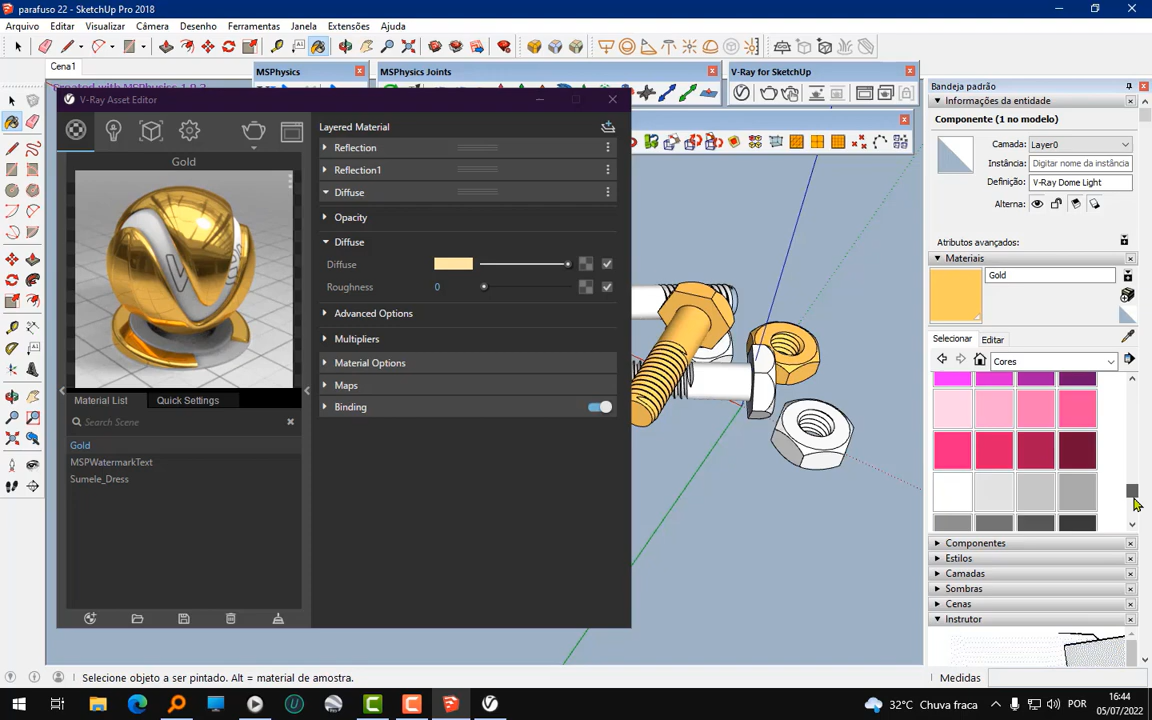 parafuso 22 - SketchUp Pro 2018
Arquivo Editar Visualizar Câmera Desenho Ferramentas Janela Extensões Ajuda
Cena1
MSPhysics
MSPhysics Joints
V-Ray for SketchUp
V-Ray Asset Editor
Gold
Material List
Quick Settings
Search Scene
Gold
MSPWatermarkText
Sumele_Dress
Layered Material
Reflection
Reflection1
Diffuse
Opacity
Diffuse
Diffuse
Roughness 0
Advanced Options
Multipliers
Material Options
Maps
Binding
Bandeja padrão
Informações da entidade
Componente (1 no modelo)
Camada: Layer0
Instância: Digitar nome da instância
Definição: V-Ray Dome Light
Alterna:
Atributos avançados:
Materiais
Gold
Selecionar Editar
Cores
Componentes
Estilos
Camadas
Sombras
Cenas
Instrutor
Selecione objeto a ser pintado. Alt = material de amostra.
Medidas
32°C Chuva fraca
POR
16:44
05/07/2022